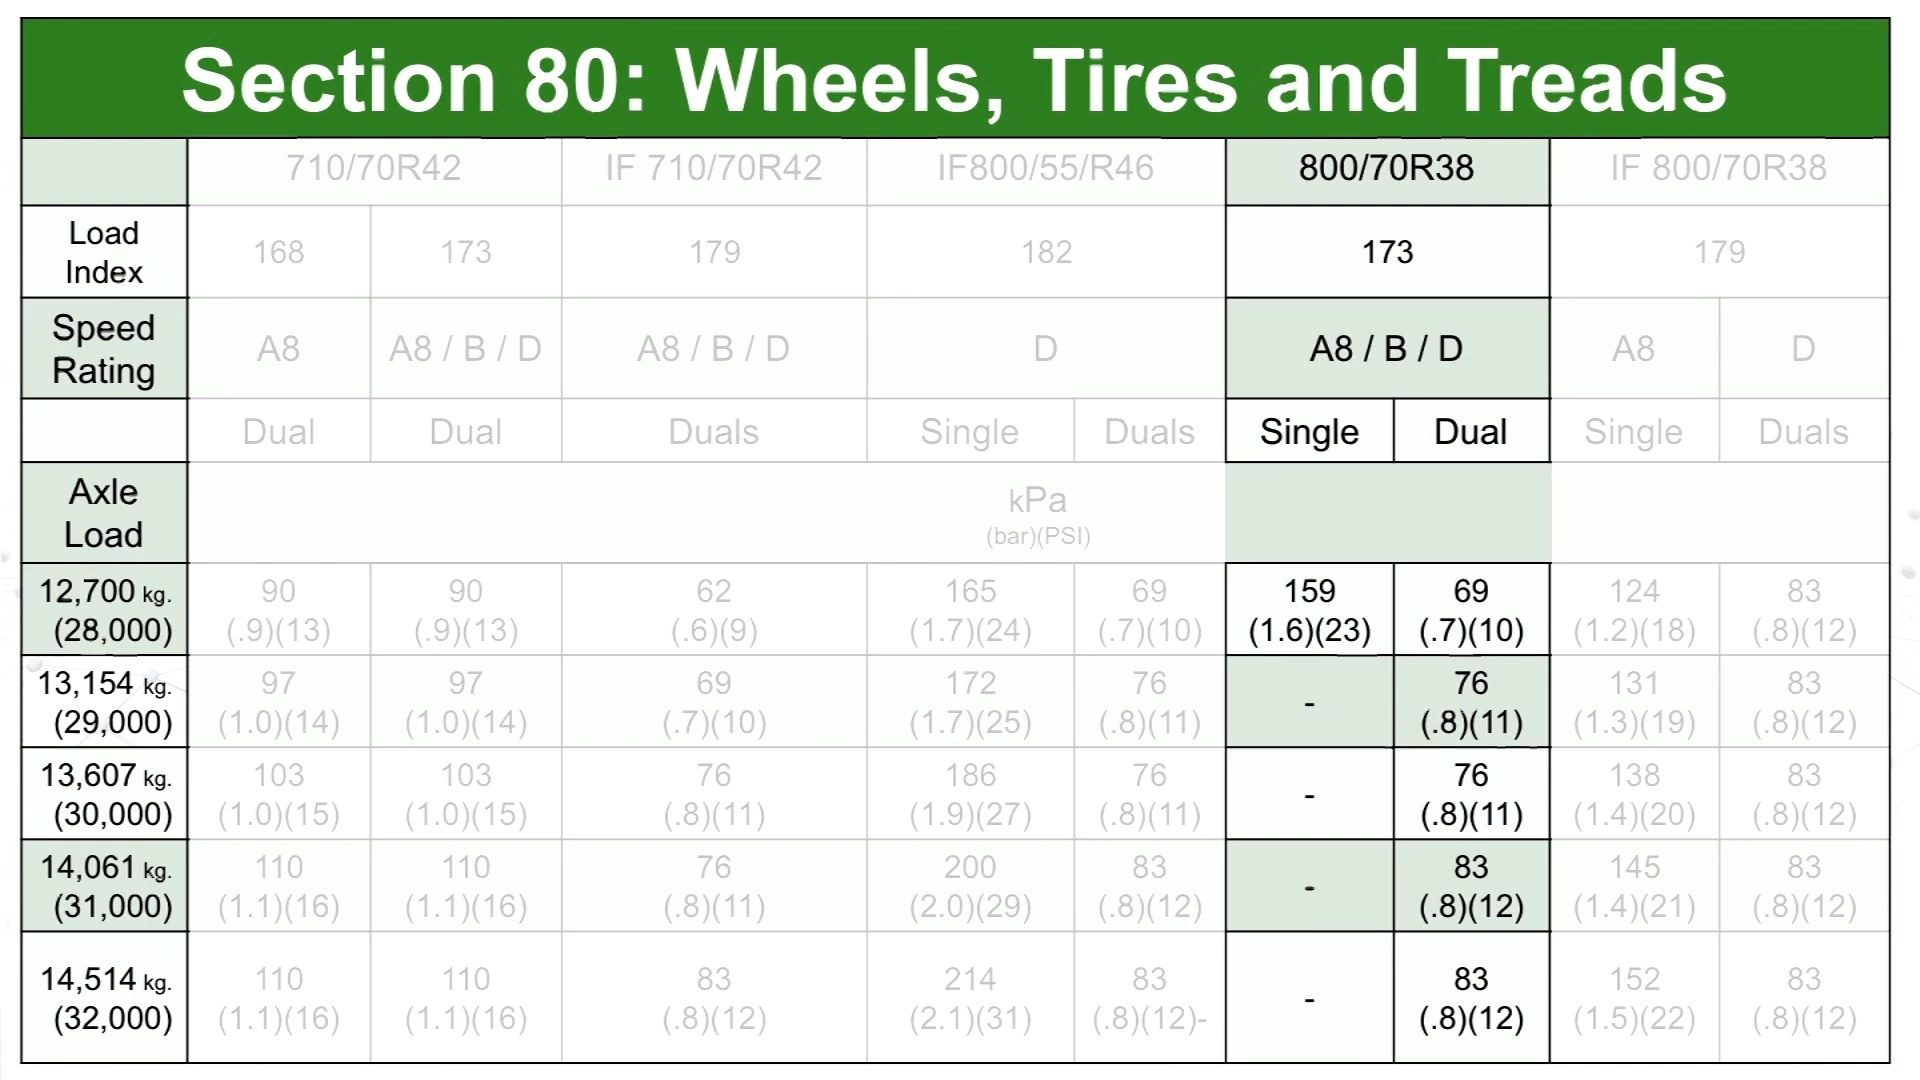 Section 80: Wheels, Tires and Treads
710/70R42 IF 710/70R42 IF800/55/R46 800/70R38 IF 800/70R38
Load
Index
168 173 179 182 173 179
Speed
Rating
A8 A8 / B / D A8 / B / D D A8 / B / D A8 D
Dual Dual Duals Single Duals Single Dual Single Duals
Axle
Load
kPa
(bar)(PSI)
12,700 kg. 90 90 62 165 69 159 69 124 83
(28,000) (.9)(13) (.9)(13) (.6)(9) (1.7)(24) (.7)(10) (1.6)(23) (.7)(10) (1.2)(18) (.8)(12)
13,154 kg. 97 97 69 172 76 - 76 131 83
(29,000) (1.0)(14) (1.0)(14) (.7)(10) (1.7)(25) (.8)(11) (.8)(11) (1.3)(19) (.8)(12)
13,607 kg. 103 103 76 186 76 - 76 138 83
(30,000) (1.0)(15) (1.0)(15) (.8)(11) (1.9)(27) (.8)(11) (.8)(11) (1.4)(20) (.8)(12)
14,061 kg. 110 110 76 200 83 - 83 145 83
(31,000) (1.1)(16) (1.1)(16) (.8)(11) (2.0)(29) (.8)(12) (.8)(12) (1.4)(21) (.8)(12)
14,514 kg. 110 110 83 214 83 - 83 152 83
(32,000) (1.1)(16) (1.1)(16) (.8)(12) (2.1)(31) (.8)(12)- (.8)(12) (1.5)(22) (.8)(12)